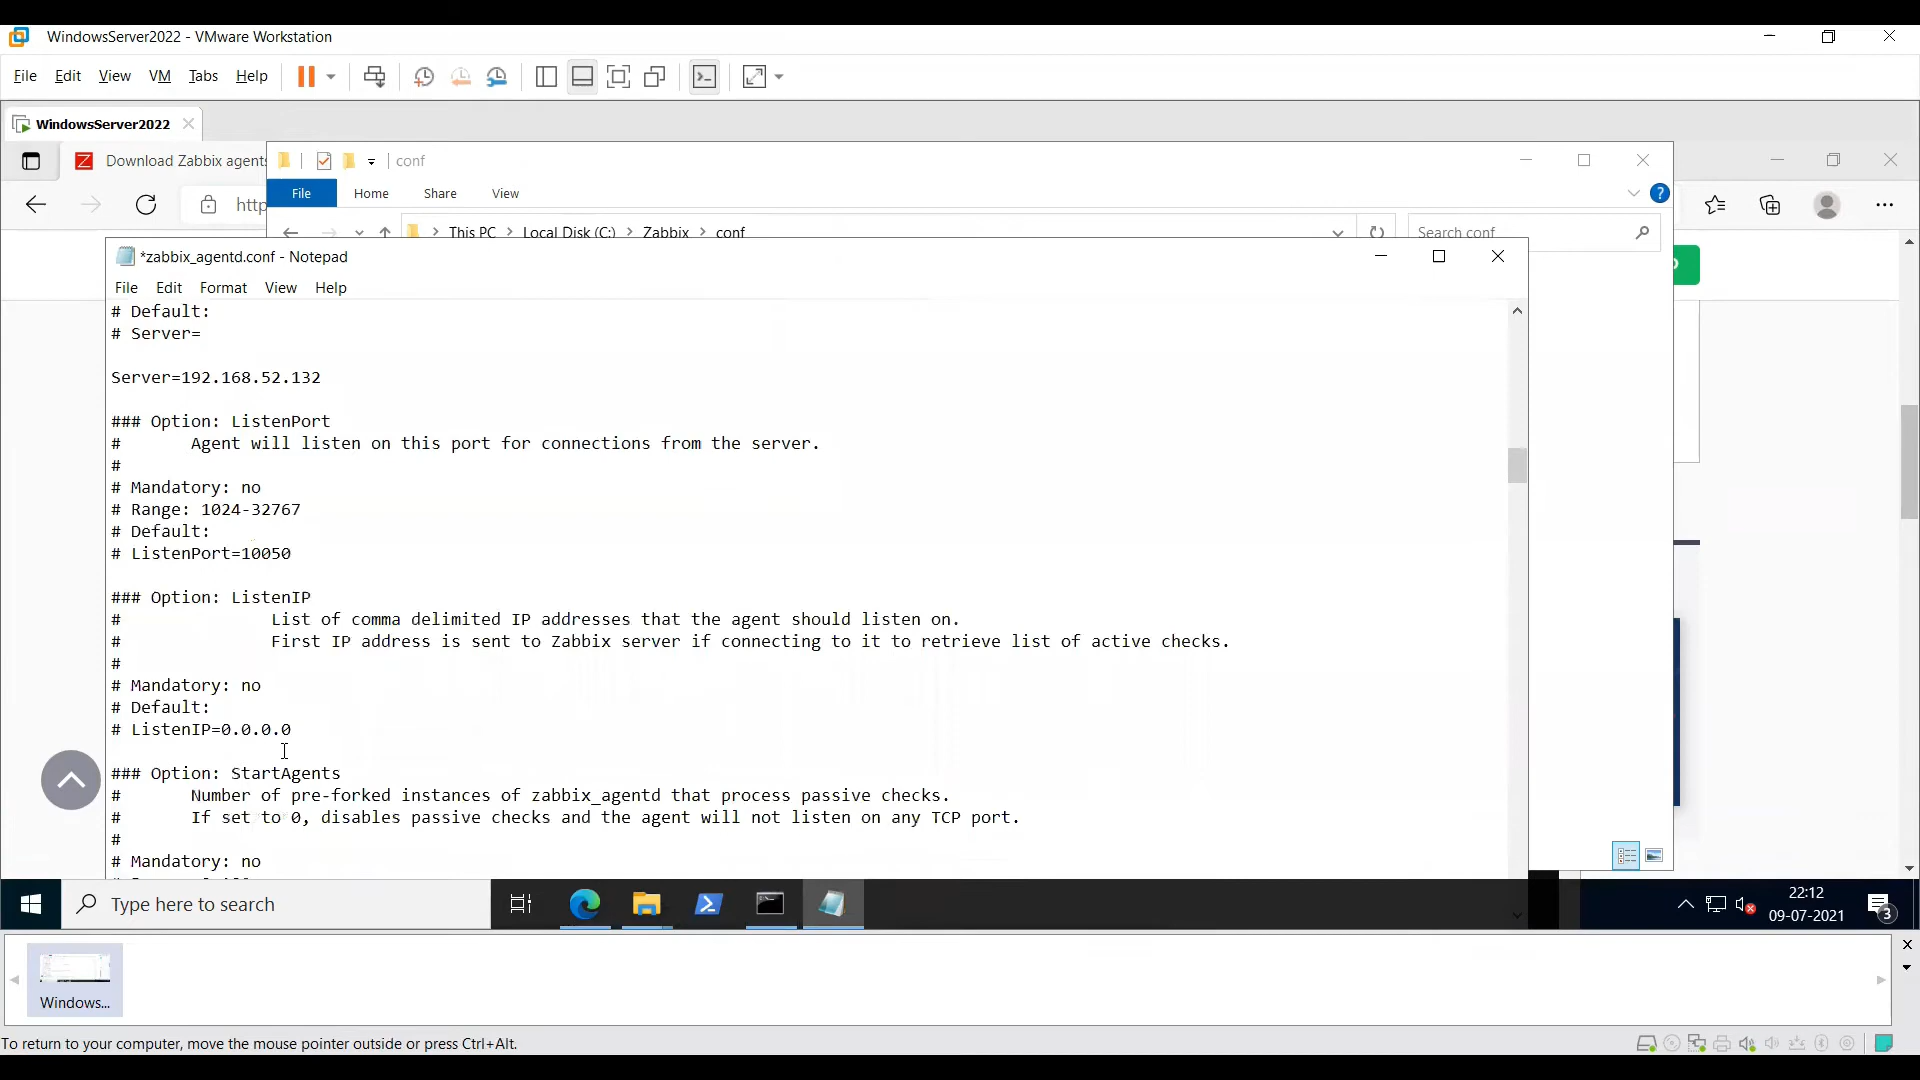 WindowsServer2022 - VMware Workstation
File Edit View VM Tabs Help
WindowsServer2022
Download Zabbix agents
conf
File Home Share View
http
This PC > Local Disk (C:) > Zabbix > conf
Search conf
*zabbix_agentd.conf - Notepad
File Edit Format View Help
# Default:
# Server=
Server=192.168.52.132
### Option: ListenPort
# Agent will listen on this port for connections from the server.
#
# Mandatory: no
# Range: 1024-32767
# Default:
# ListenPort=10050
### Option: ListenIP
# List of comma delimited IP addresses that the agent should listen on.
# First IP address is sent to Zabbix server if connecting to it to retrieve list of active checks.
#
# Mandatory: no
# Default:
# ListenIP=0.0.0.0
### Option: StartAgents
# Number of pre-forked instances of zabbix_agentd that process passive checks.
# If set to 0, disables passive checks and the agent will not listen on any TCP port.
#
# Mandatory: no
Type here to search
22:12
09-07-2021
3
Windows...
To return to your computer, move the mouse pointer outside or press Ctrl+Alt.